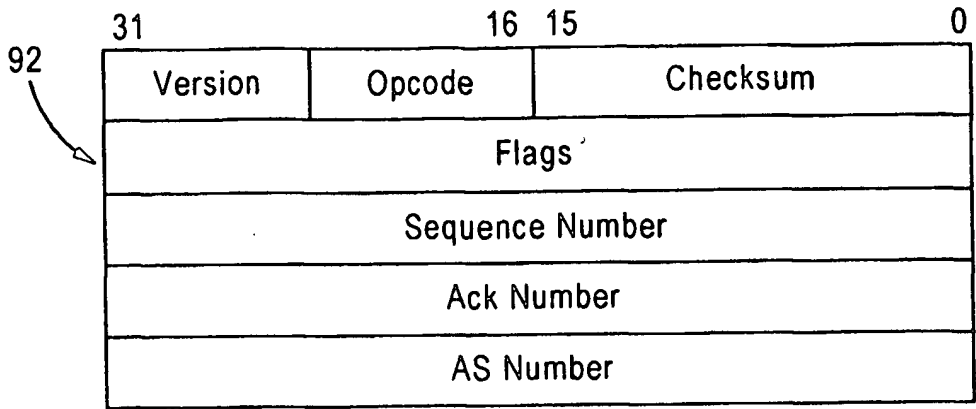 31 16 15 0
92
Version Opcode Checksum
Flags
Sequence Number
Ack Number
AS Number